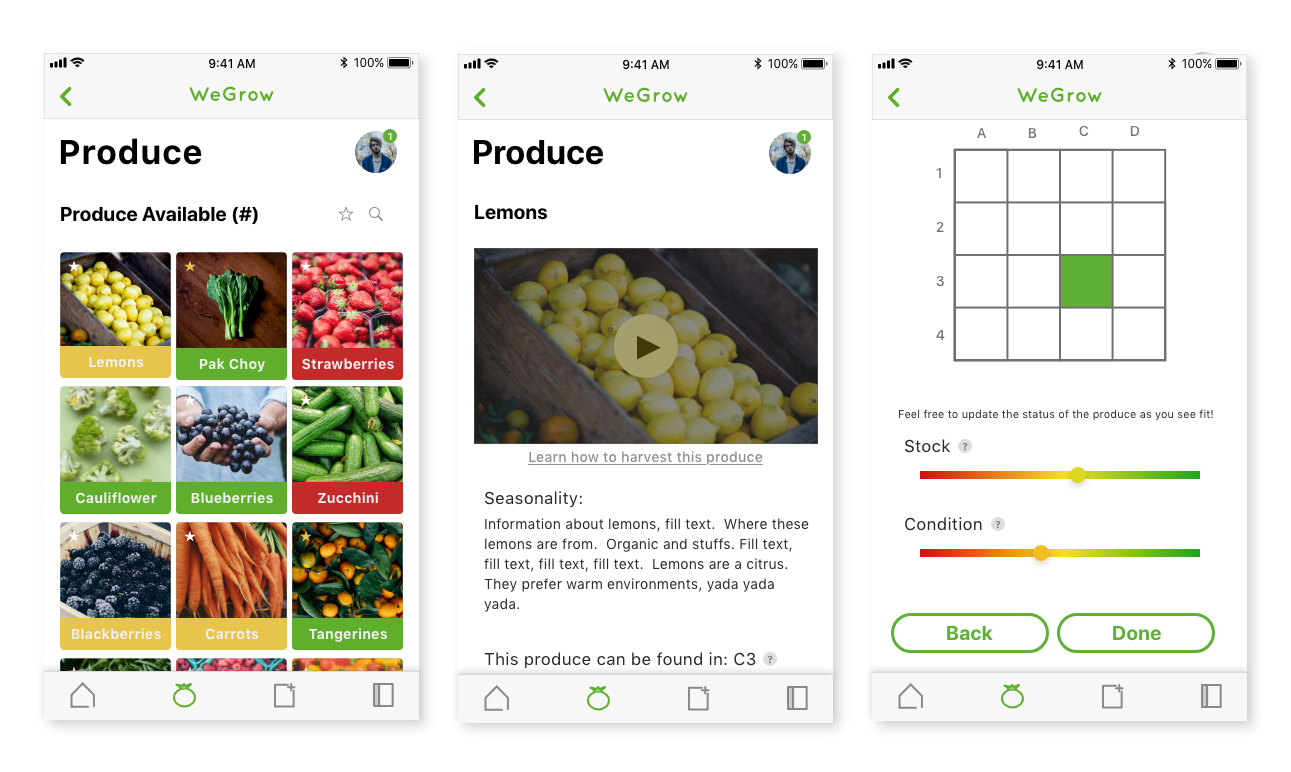 9:41 AM
100%
WeGrow
Produce
1
Produce Available (#)
Lemons
Pak Choy
Strawberries
Cauliflower
Blueberries
Zucchini
Blackberries
Carrots
Tangerines
9:41 AM
100%
WeGrow
Produce
1
Lemons
Learn how to harvest this produce
Seasonality:
Information about lemons, fill text. Where these
lemons are from. Organic and stuffs. Fill text,
fill text, fill text, fill text. Lemons are a citrus.
They prefer warm environments, yada yada
yada.
This produce can be found in: C3 ?
9:41 AM
100%
WeGrow
A B C D
1
2
3
4
Feel free to update the status of the produce as you see fit!
Stock ?
Condition ?
Back Done